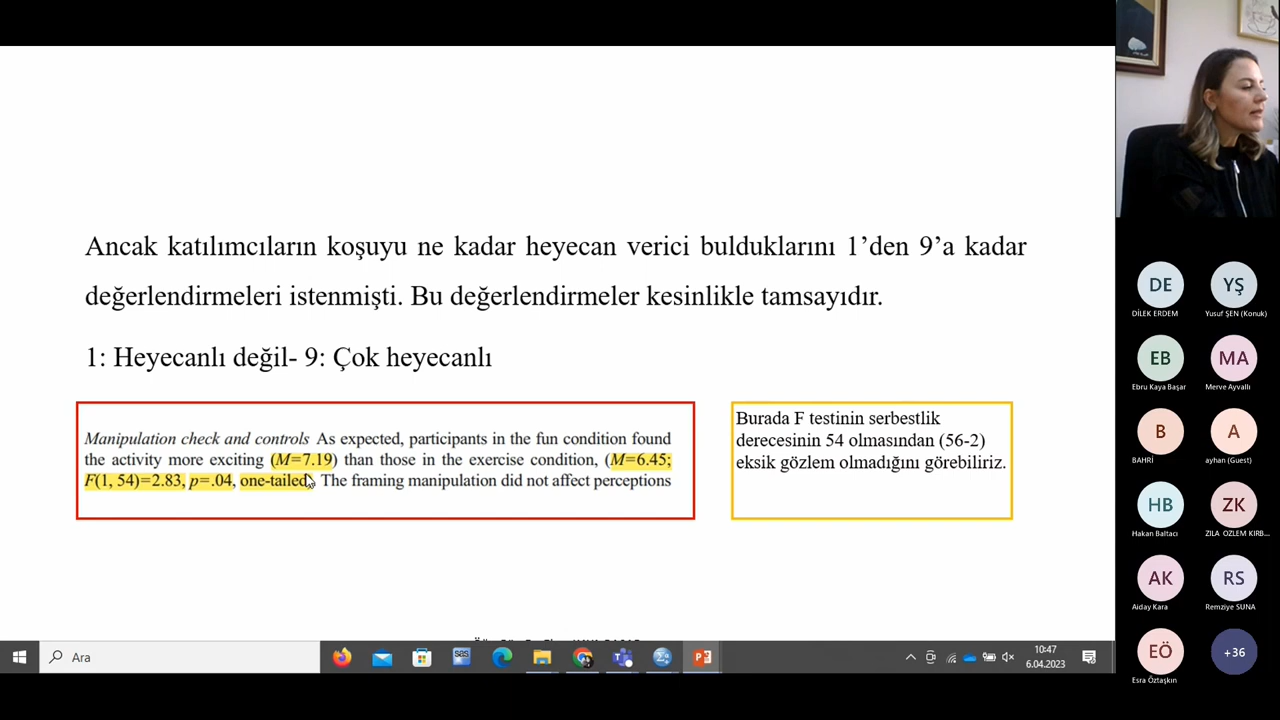 Ancak katılımcıların koşuyu ne kadar heyecan verici bulduklarını 1’den 9’a kadar
değerlendirmeleri istenmişti. Bu değerlendirmeler kesinlikle tamsayıdır.
1: Heyecanlı değil- 9: Çok heyecanlı
Manipulation check and controls As expected, participants in the fun condition found
the activity more exciting (M=7.19) than those in the exercise condition, (M=6.45;
F(1, 54)=2.83, p=.04, one-tailed. The framing manipulation did not affect perceptions
Burada F testinin serbestlik
derecesinin 54 olmasından (56-2)
eksik gözlem olmadığını görebiliriz.
DE
YŞ
DİLEK ERDEM
Yusuf ŞEN (Konuk)
EB
MA
Ebru Kaya Başar
Merve Ayvallı
B
A
BAHRİ
ayhan (Guest)
HB
ZK
Hakan Baltacı
ZILA OZLEM KIRB...
AK
RS
Aiday Kara
Remziye SUNA
EÖ
+36
Esra Öztaşkın
Ara
sas
10:47
6.04.2023